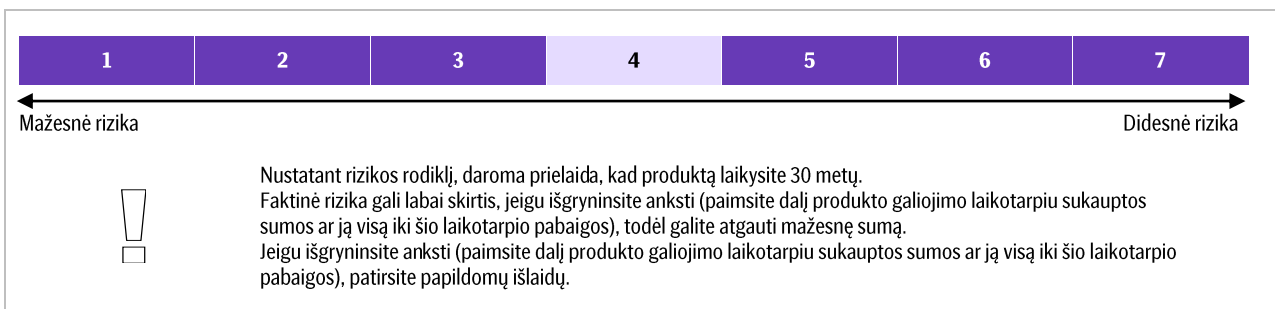 1 2 3 4 5 6 7
Mažesnė rizika Didesnė rizika
Nustatant rizikos rodiklį, daroma prielaida, kad produktą laikysite 30 metų.
Faktinė rizika gali labai skirtis, jeigu išgryninsite anksti (paimsite dalį produkto galiojimo laikotarpiu sukauptos
sumos ar ją visą iki šio laikotarpio pabaigos), todėl galite atgauti mažesnę sumą.
Jeigu išgryninsite anksti (paimsite dalį produkto galiojimo laikotarpiu sukauptos sumos ar ją visą iki šio laikotarpio
pabaigos), patirsite papildomų išlaidų.